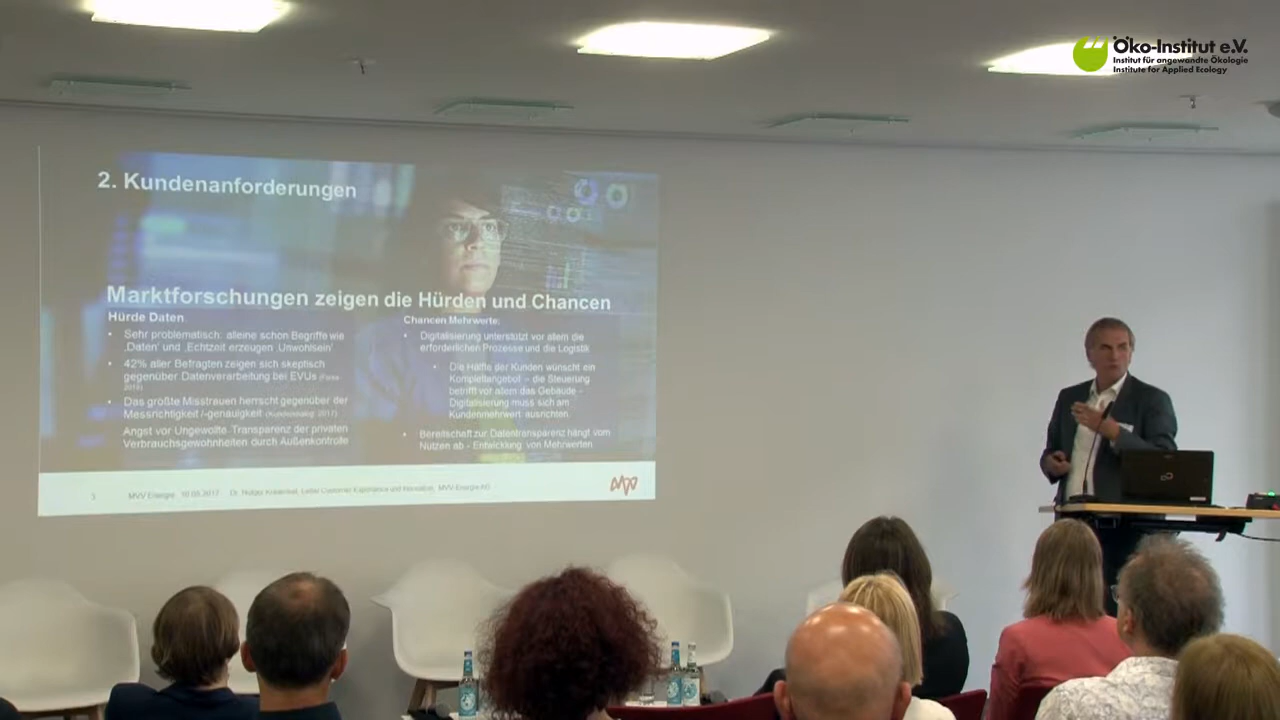 Öko-Institut e.V.
Institut für angewandte Ökologie
Institute for Applied Ecology
2. Kundenanforderungen
Marktforschungen zeigen die Hürden und Chancen
Hürde Daten
• Sehr problematisch: alleine schon Begriffe wie
‚Daten' und ‚Echtzeit erzeugen ‚Unwohlsein'
• 42% aller Befragten zeigen sich skeptisch
gegenüber Datenverarbeitung bei EVUs
• Das große Misstrauen herrscht gegenüber der
Messrichtigkeit /-genauigkeit
Angst vor Ungewollte Transparenz der privaten
Verbrauchsgewohnheiten durch Außenkontrolle
Chancen Mehrwerte:
• Digitalisierung unterstützt vor allem die
erforderlichen Prozesse und die Logistik
• Die Hälfte der Kunden wünscht ein
Komplettangebot – die Steuerung
betrifft vor allem das Gebäude -
Digitalisierung muss sich am
Kundenmehrwert ausrichten.
• Bereitschaft zur Datentransparenz hängt vom
Nutzen ab - Entwicklung von Mehrwerten
MVV Energie
MVV Energie AG